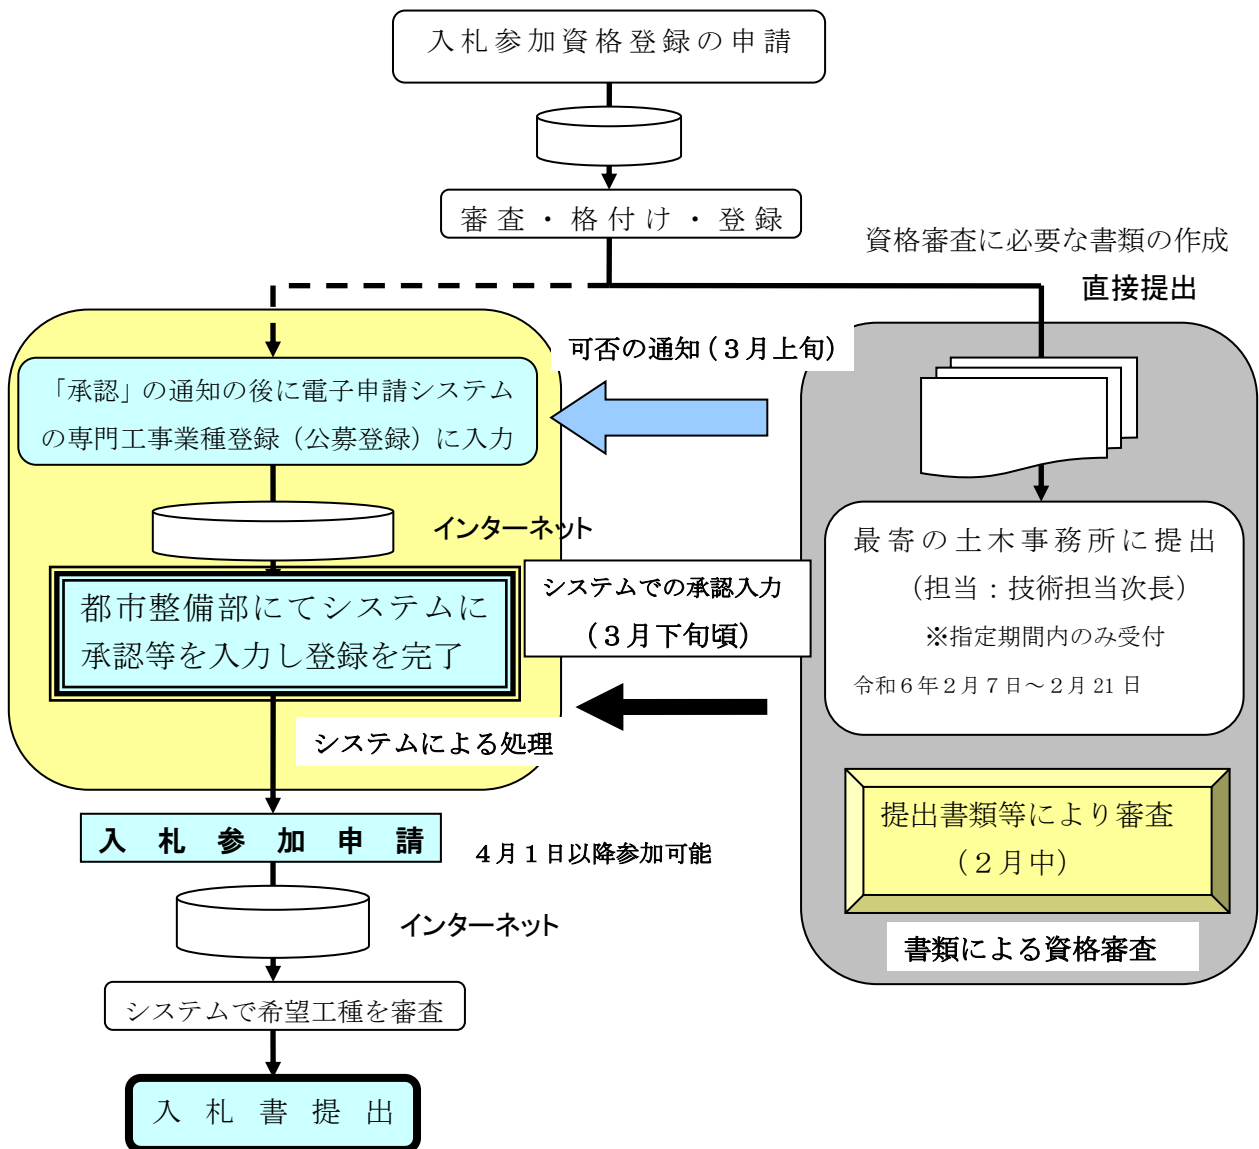 入札参加資格登録の申請
審査・格付け・登録
資格審査に必要な書類の作成
直接提出
可否の通知（３月上旬）
「承認」の通知の後に電子申請システム
の専門工事業種登録（公募登録）に入力
インターネット
最寄の土木事務所に提出
（担当：技術担当次長）
※指定期間内のみ受付
令和６年２月７日～２月 21 日
システムでの承認入力
（３月下旬頃）
都市整備部にてシステムに
承認等を入力し登録を完了
システムによる処理
提出書類等により審査
（２月中）
書類による資格審査
入札参加申請
４月１日以降参加可能
インターネット
システムで希望工種を審査
入札書提出